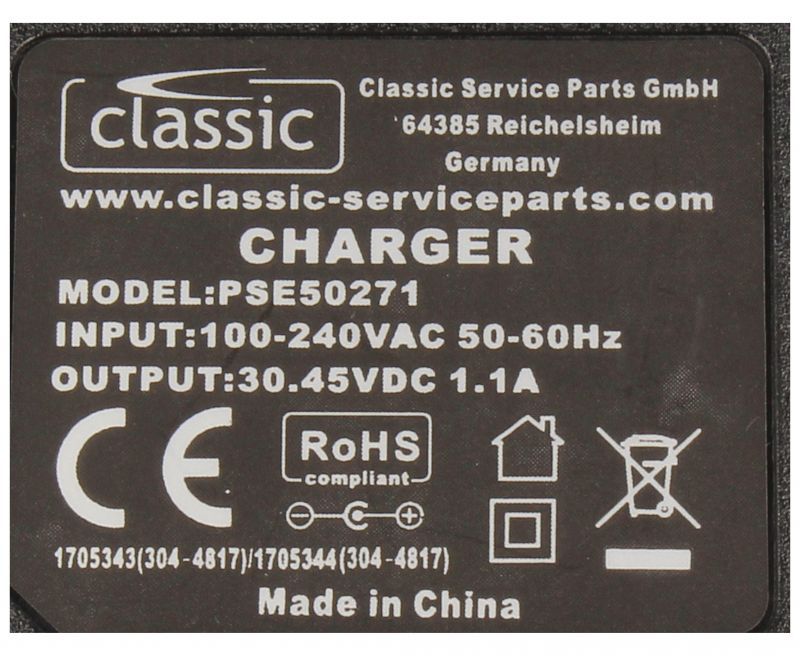 classic
Classic Service Parts GmbH
64385 Reichelsheim
Germany
www.classic-serviceparts.com
CHARGER
MODEL:PSE50271
INPUT:100-240VAC 50-60Hz
OUTPUT:30.45VDC 1.1A
CE
RoHS
compliant
1705343(304-4817)/1705344(304-4817)
Made in China